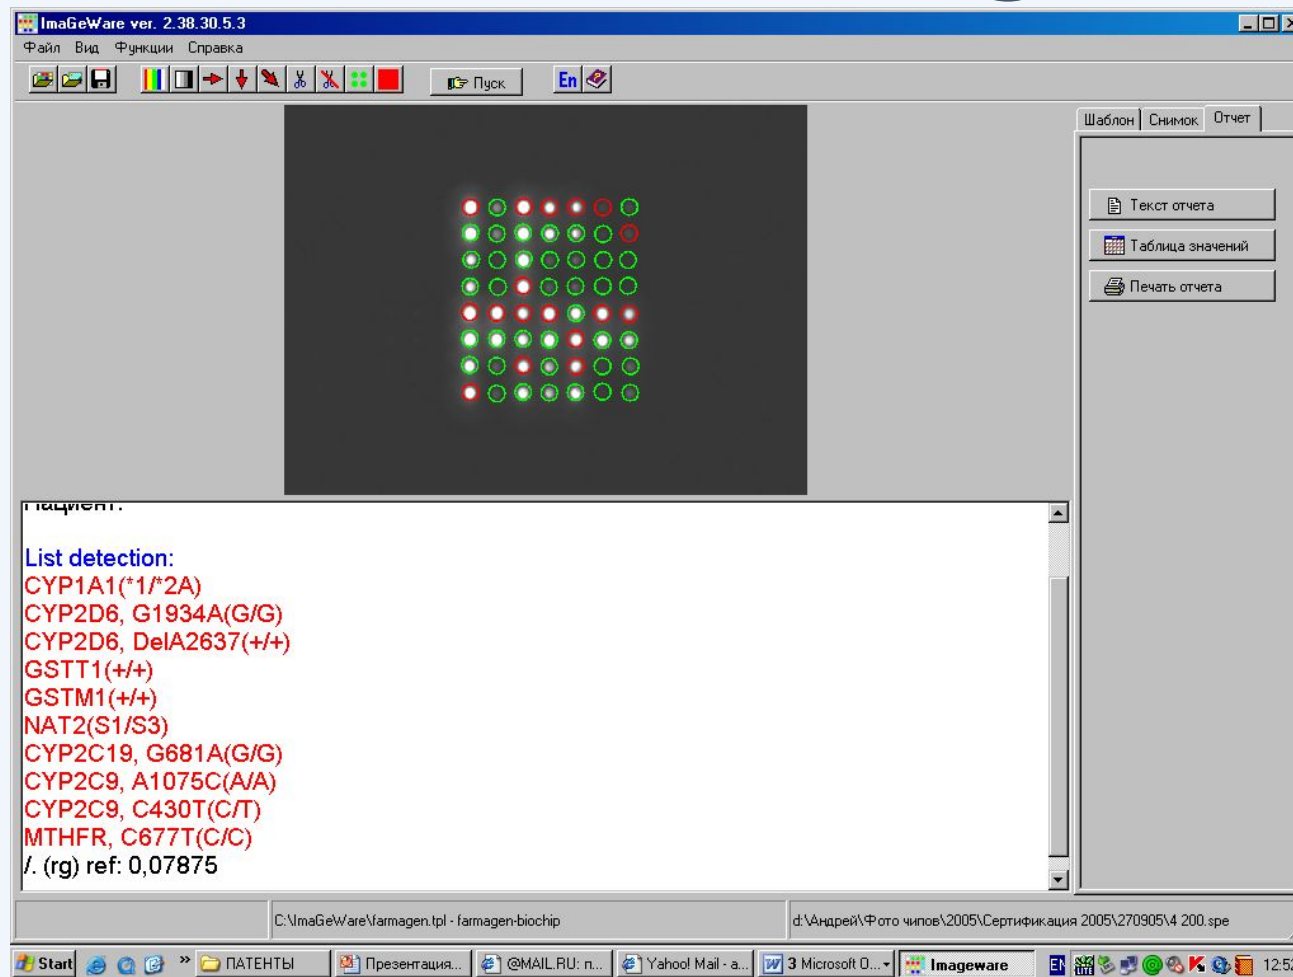 ImaGeWare ver. 2.38.30.5.3
Файл Вид Функции Справка
Пуск
En
Шаблон Снимок Отчет
Текст отчета
Таблица значений
Печать отчета
Пациент:
List detection:
CYP1A1(*1/*2A)
CYP2D6, G1934A(G/G)
CYP2D6, DelA2637(+/+)
GSTT1(+/+)
GSTM1(+/+)
NAT2(S1/S3)
CYP2C19, G681A(G/G)
CYP2C9, A1075C(A/A)
CYP2C9, C430T(C/T)
MTHFR, C677T(C/C)
/. (rg) ref: 0,07875
C:\ImaGeWare\farmagen.tpl - farmagen-biochip
d:\Андрей\Фото чипов\2005\Сертификация 2005\270905\4 200.spe
Start » ПАТЕНТЫ Презентация... @MAIL.RU: п... Yahoo! Mail - a... 3 Microsoft O... Imageware EN